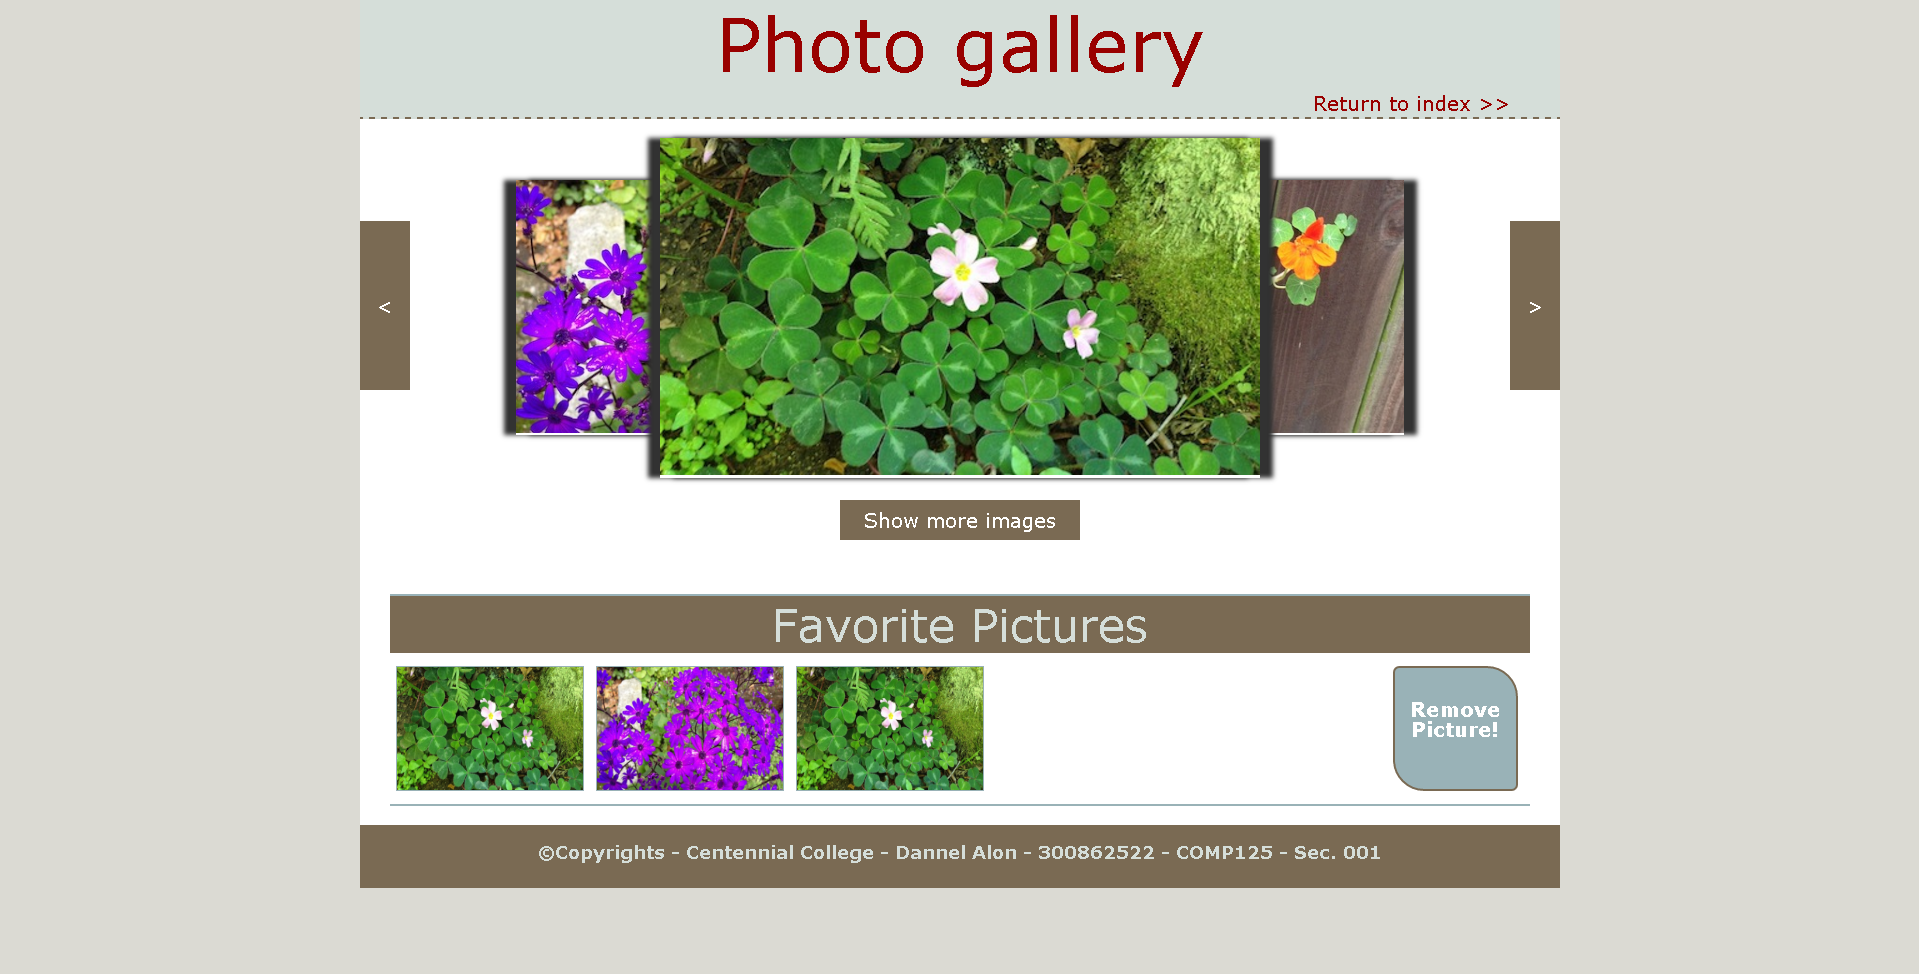 Photo gallery
Return to index >>
<
>
Show more images
Favorite Pictures
Remove
Picture!
©Copyrights - Centennial College - Dannel Alon - 300862522 - COMP125 - Sec. 001